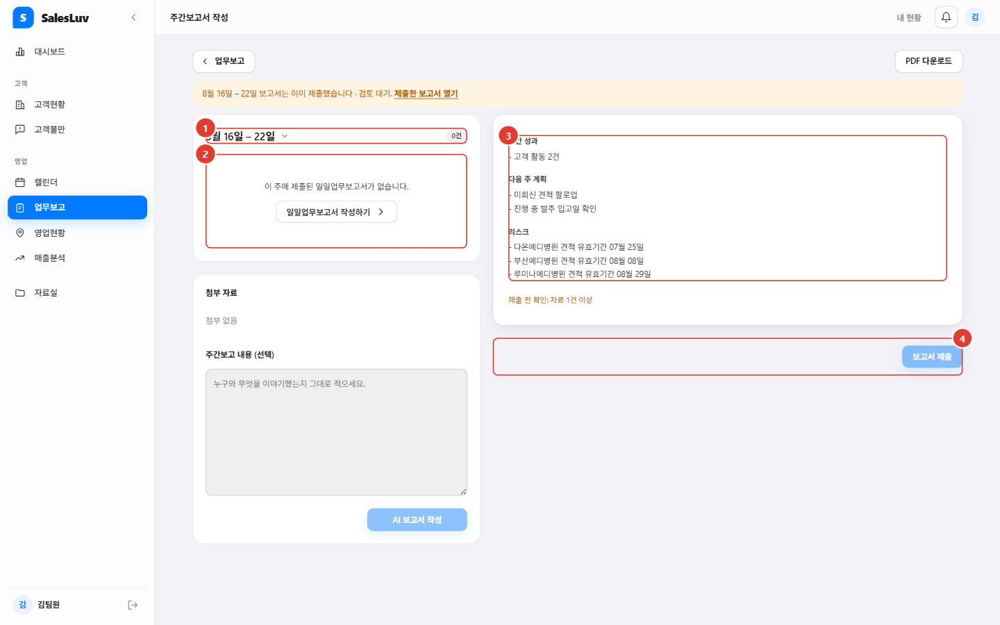 S SalesLuv
대시보드
고객
고객현황
고객불만
영업
캘린더
업무보고
영업현황
매출분석
자료실
김 김팀원
주간보고서 작성
내 현황
김
업무보고
PDF 다운로드
8월 16일 – 22일 보고서는 이미 제출했습니다 · 검토 대기. 제출한 보고서 열기
1
월 16일 – 22일
0건
2
이 주에 제출된 일일업무보고서가 없습니다.
일일업무보고서 작성하기
첨부 자료
첨부 없음
주간보고 내용 (선택)
누구와 무엇을 이야기했는지 그대로 적으세요.
AI 보고서 작성
3
성과
- 고객 활동 2건
다음 주 계획
- 미회신 견적 팔로업
- 진행 중 발주 입고일 확인
리스크
- 다온메디병원 견적 유효기간 07월 25일
- 부산메디병원 견적 유효기간 08월 08일
- 루미나메디병원 견적 유효기간 08월 29일
제출 전 확인: 자료 1건 이상
4
보고서 제출